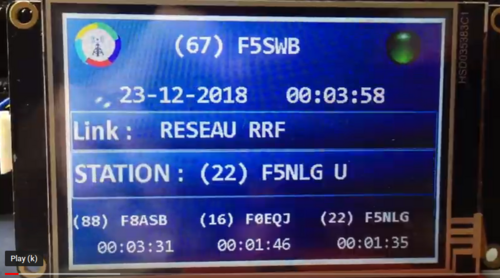 (67) F5SWB
23-12-2018 00:03:58
Link : RESEAU RRF
STATION : (22) F5NLG U
(88) F8ASB (16) F0EQJ (22) F5NLG
00:03:31 00:01:46 00:01:35
HSD035383C1
Play (k)